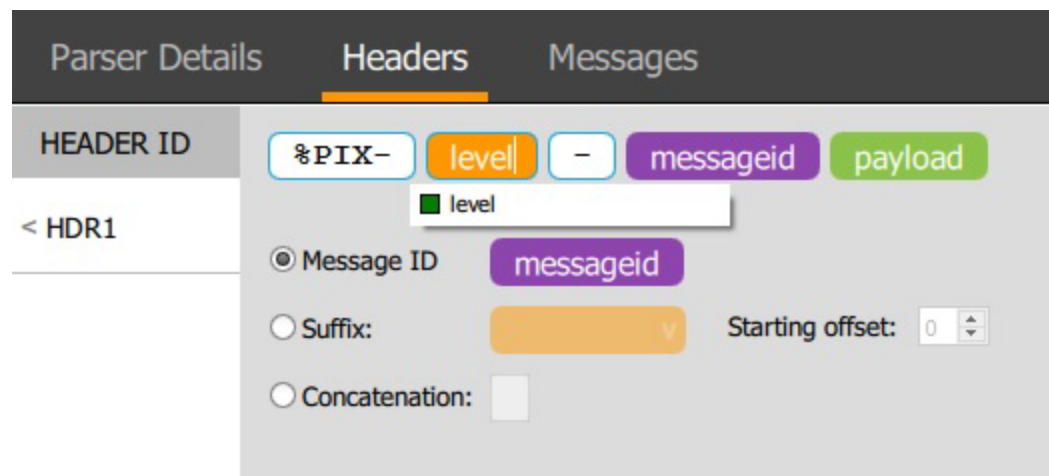 Parser Details Headers Messages
HEADER ID
%PIX- level - messageid payload
level
< HDR1
Message ID messageid
Suffix: v Starting offset: 0
Concatenation: